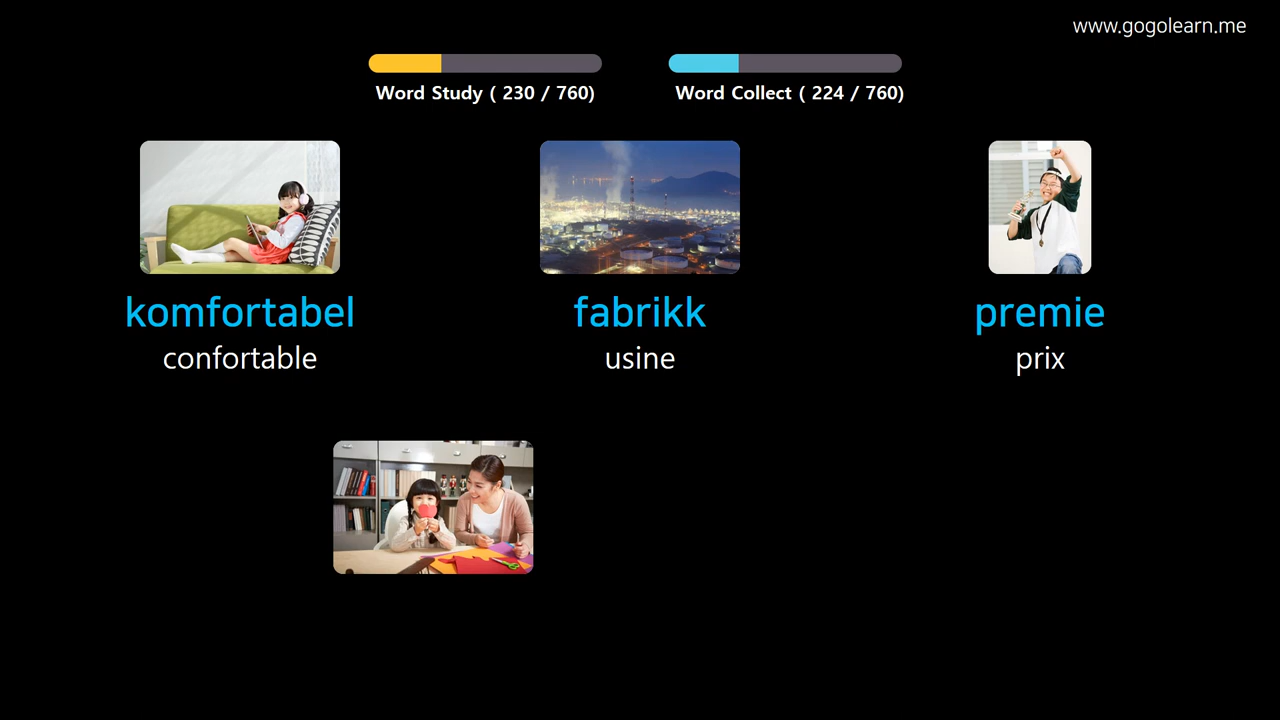 www.gogolearn.me
Word Study ( 230 / 760)
Word Collect ( 224 / 760)
komfortabel
fabrikk
premie
confortable
usine
prix